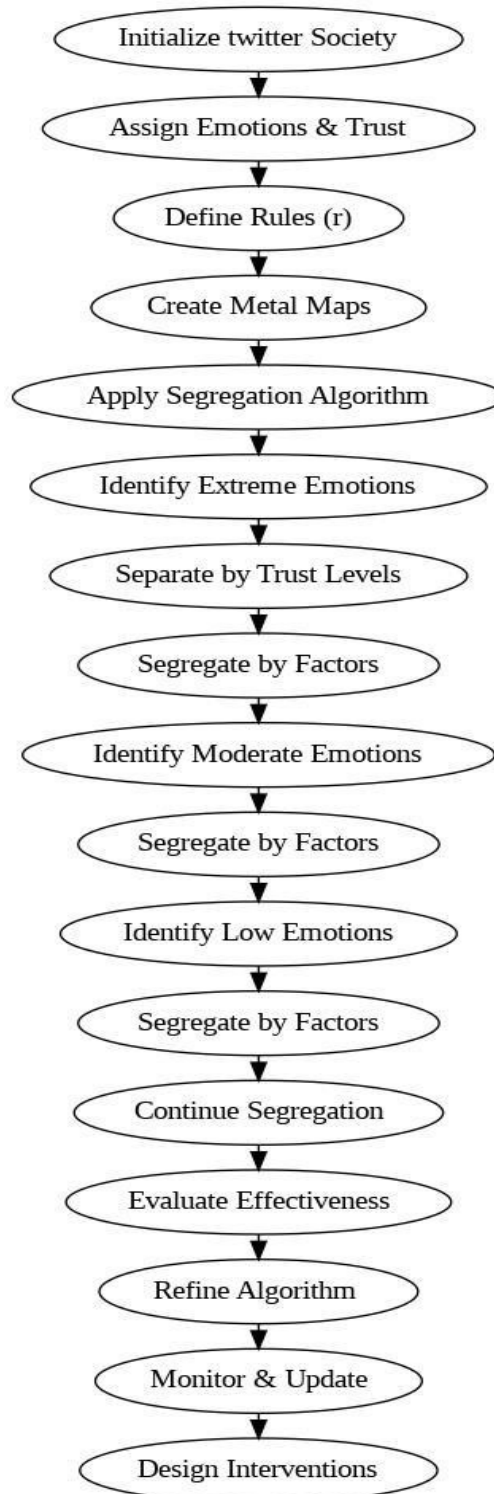 Initialize twitter Society
Assign Emotions & Trust
Define Rules (r)
Create Metal Maps
Apply Segregation Algorithm
Identify Extreme Emotions
Separate by Trust Levels
Segregate by Factors
Identify Moderate Emotions
Segregate by Factors
Identify Low Emotions
Segregate by Factors
Continue Segregation
Evaluate Effectiveness
Refine Algorithm
Monitor & Update
Design Interventions